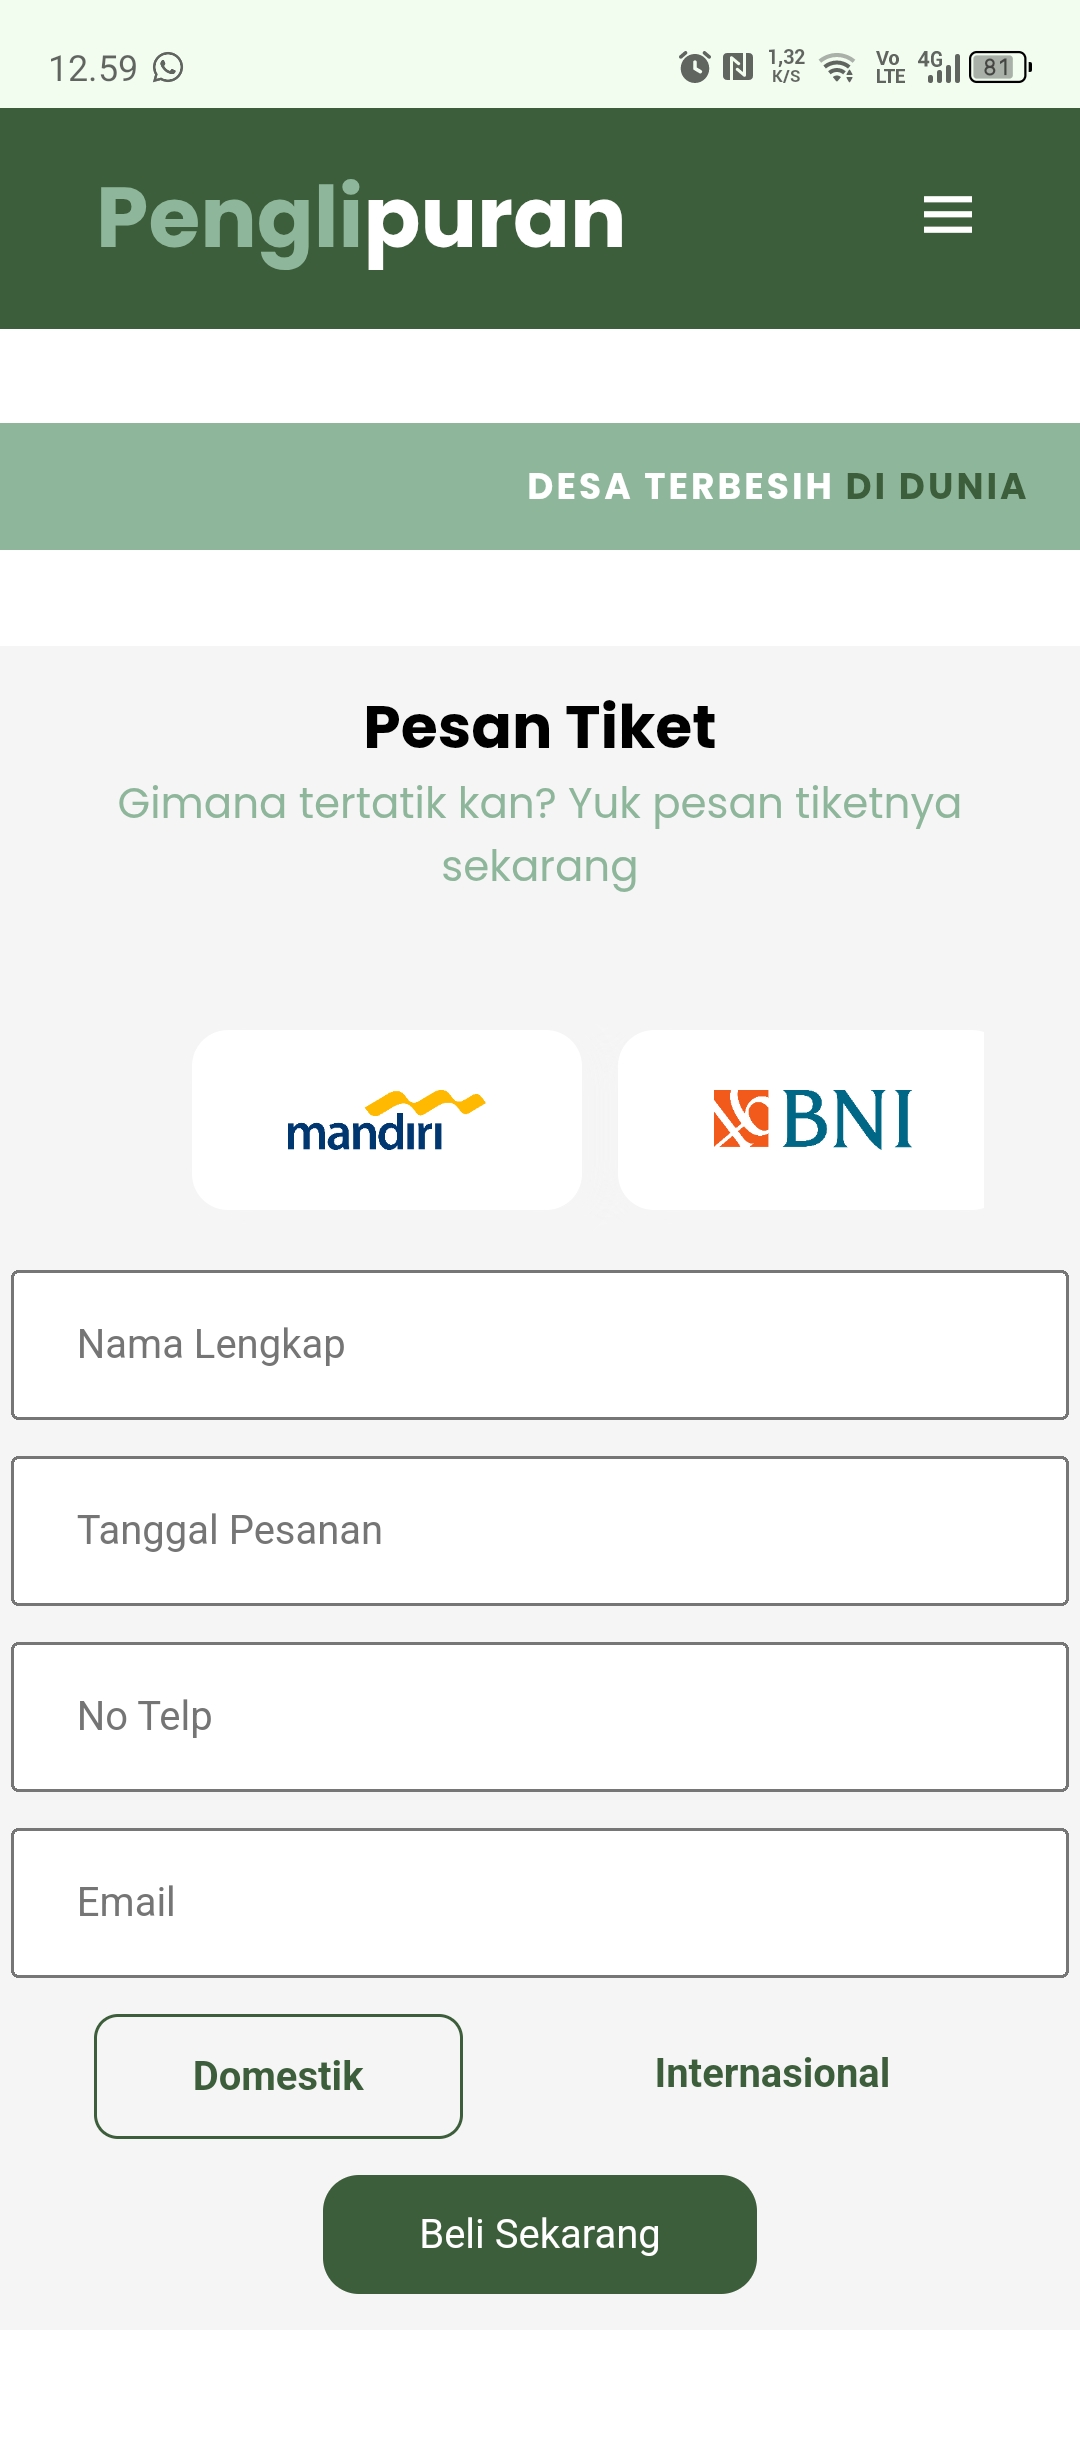 12.59
1,32 K/S Vo LTE 4G 81
Penglipuran
DESA TERBESIH DI DUNIA
Pesan Tiket
Gimana tertatik kan? Yuk pesan tiketnya
sekarang
mandiri BNI
Nama Lengkap
Tanggal Pesanan
No Telp
Email
Domestik Internasional
Beli Sekarang